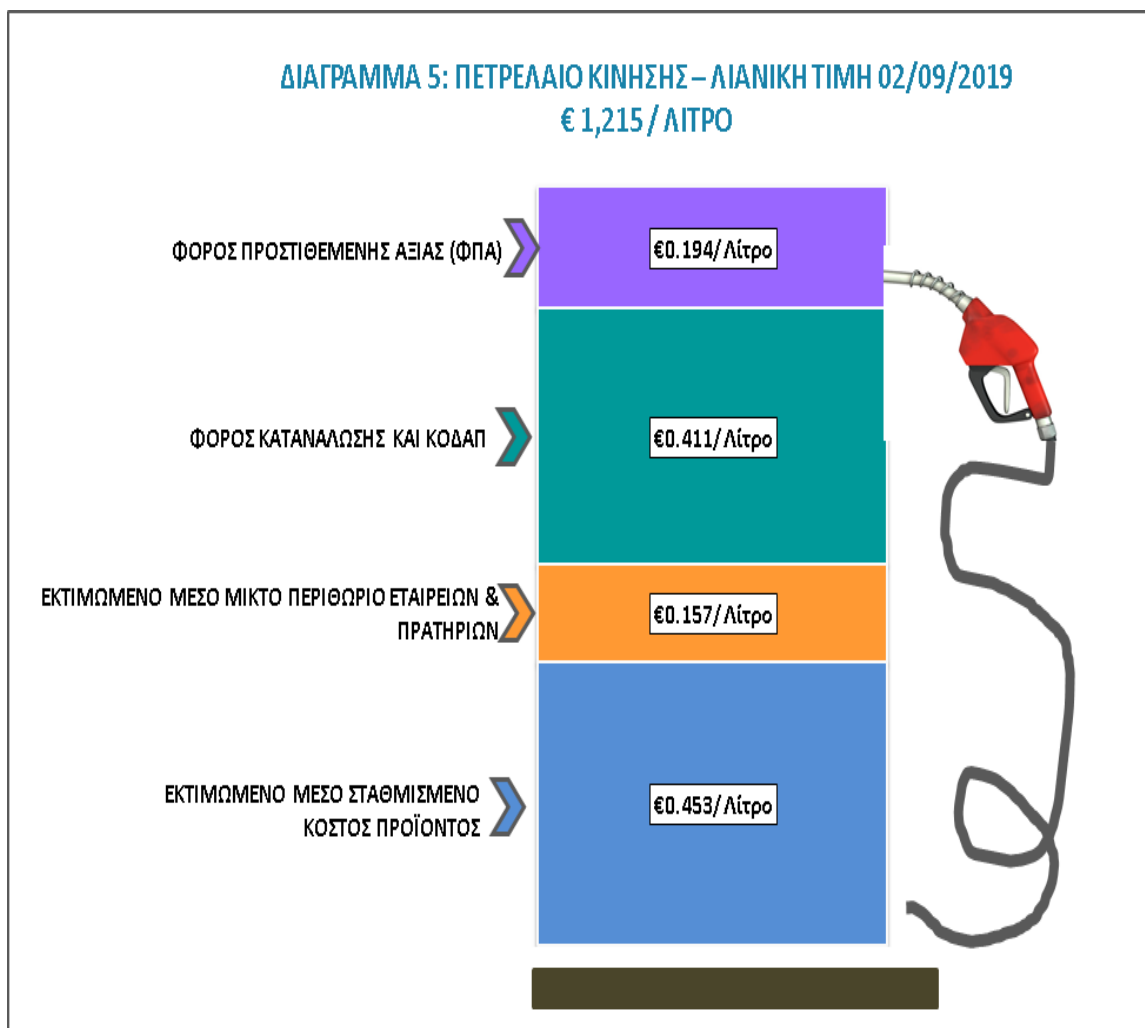 ΔΙΑΓΡΑΜΜΑ 5: ΠΕΤΡΕΛΑΙΟ ΚΙΝΗΣΗΣ – ΛΙΑΝΙΚΗ ΤΙΜΗ 02/09/2019
€ 1,215 / ΛΙΤΡΟ
ΦΟΡΟΣ ΠΡΟΣΤΙΘΕΜΕΝΗΣ ΑΞΙΑΣ (ΦΠΑ)
€0.194/ Λίτρο
ΦΟΡΟΣ ΚΑΤΑΝΑΛΩΣΗΣ ΚΑΙ ΚΟΔΑΠ
€0.411/ Λίτρο
ΕΚΤΙΜΩΜΕΝΟ ΜΕΣΟ ΜΙΚΤΟ ΠΕΡΙΘΩΡΙΟ ΕΤΑΙΡΕΙΩΝ &
ΠΡΑΤΗΡΙΩΝ
€0.157/ Λίτρο
ΕΚΤΙΜΩΜΕΝΟ ΜΕΣΟ ΣΤΑΘΜΙΣΜΕΝΟ
ΚΟΣΤΟΣ ΠΡΟΪΟΝΤΟΣ
€0.453/ Λίτρο